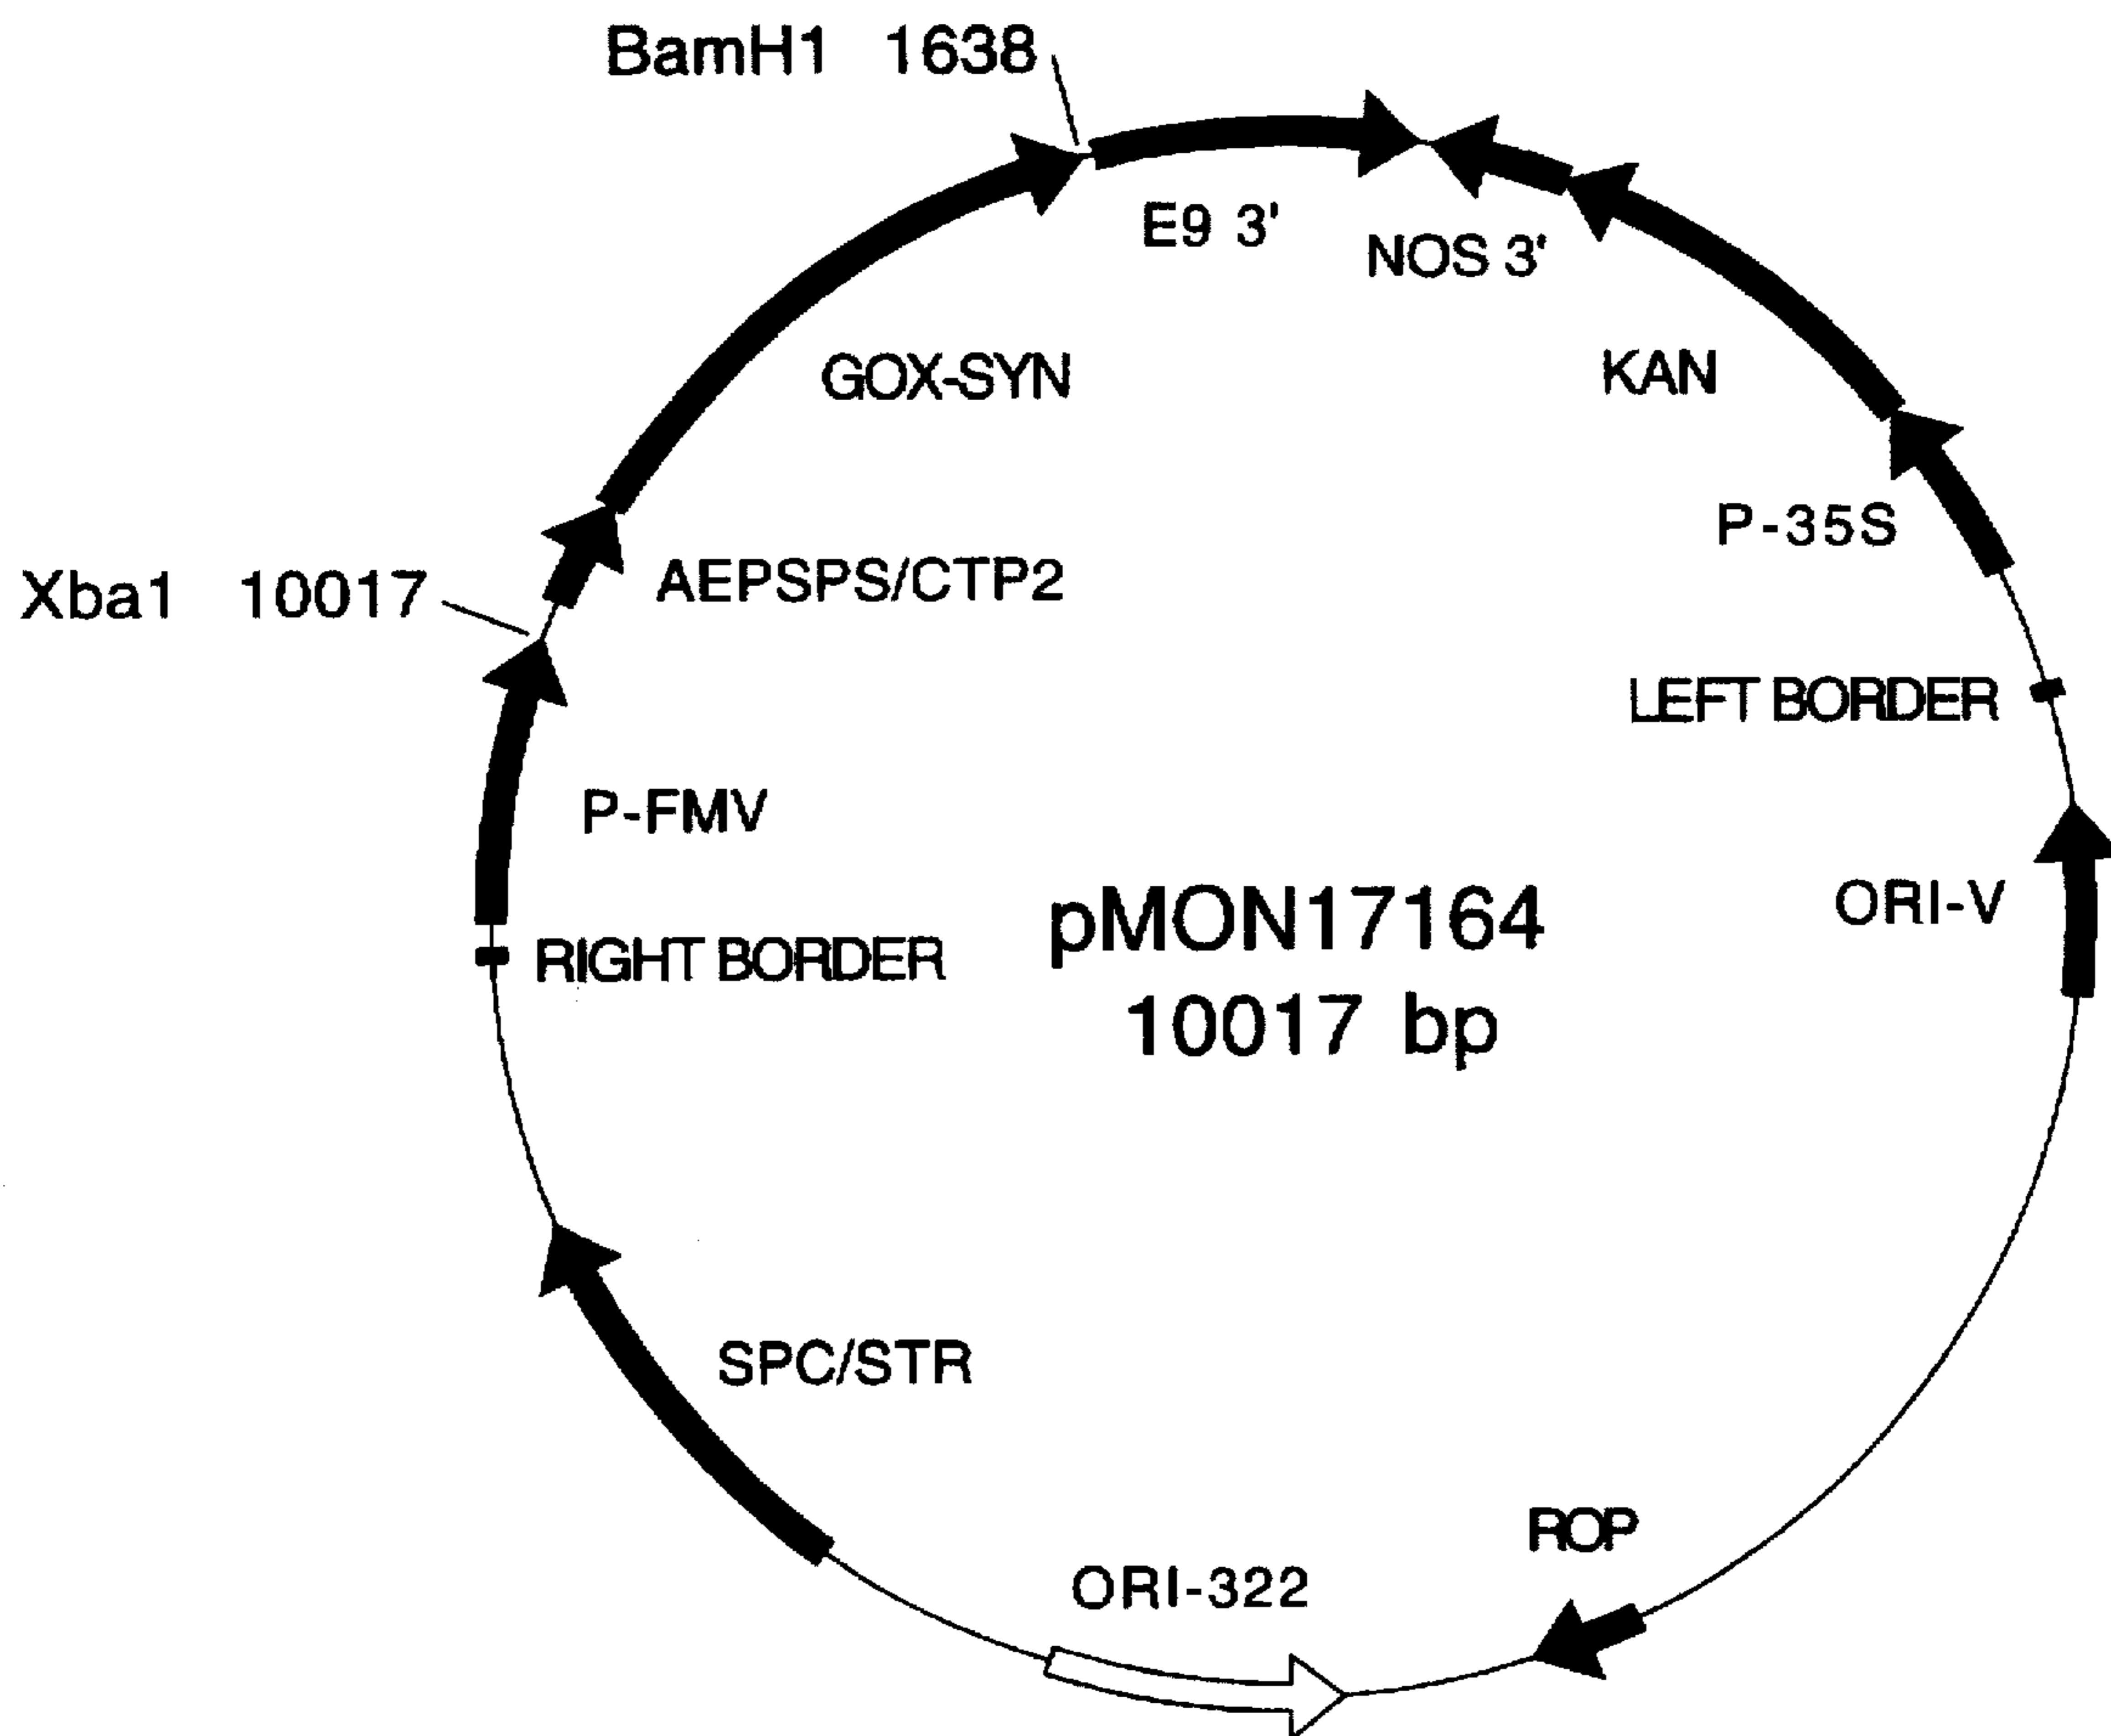 BamH1 1638
E9 3'
NOS 3'
GOX-SYN
KAN
P-35S
AEPSPS/CTP2
Xba1 10017
LEFT BORDER
P-FMV
ORI-V
pMON17164
10017 bp
RIGHT BORDER
SPC/STR
ROP
ORI-322